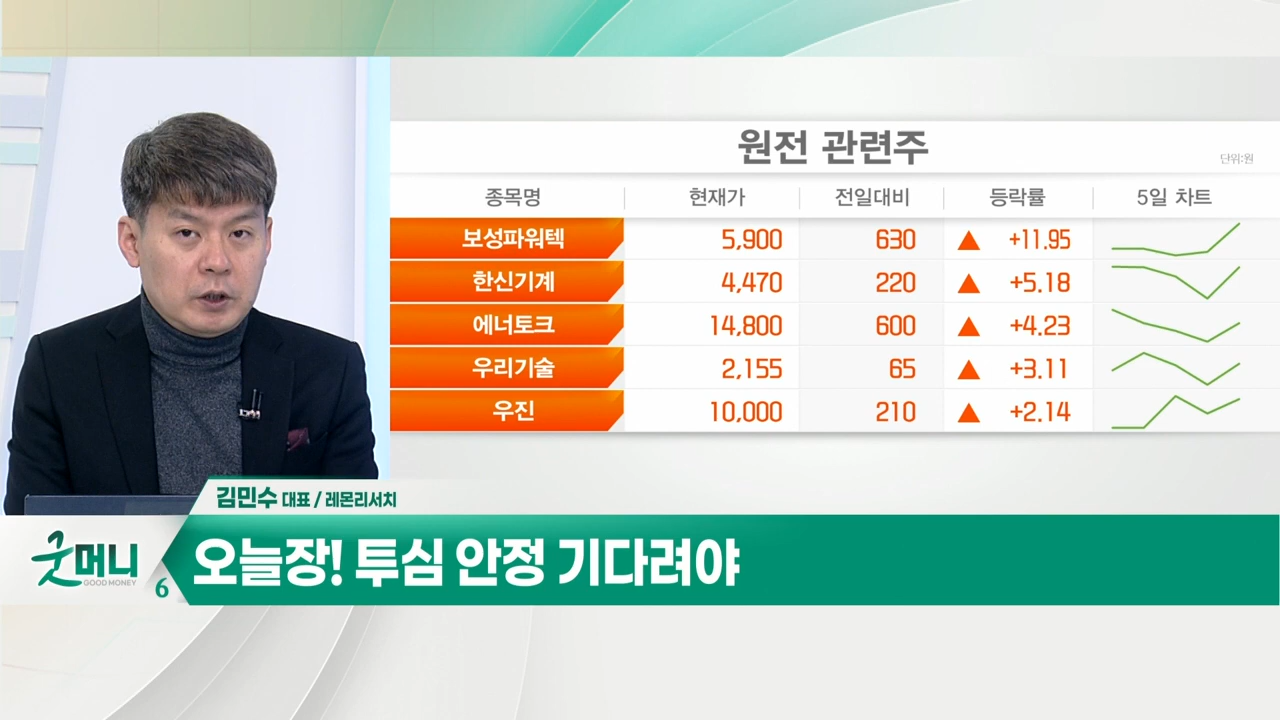 원전 관련주
단위:원
종목명 현재가 전일대비 등락률 5일 차트
보성파워텍 5,900 630 ▲ +11.95
한신기계 4,470 220 ▲ +5.18
에너토크 14,800 600 ▲ +4.23
우리기술 2,155 65 ▲ +3.11
우진 10,000 210 ▲ +2.14
김민수 대표 / 레몬리서치
굿머니
GOOD MONEY
6
오늘장! 투심 안정 기다려야